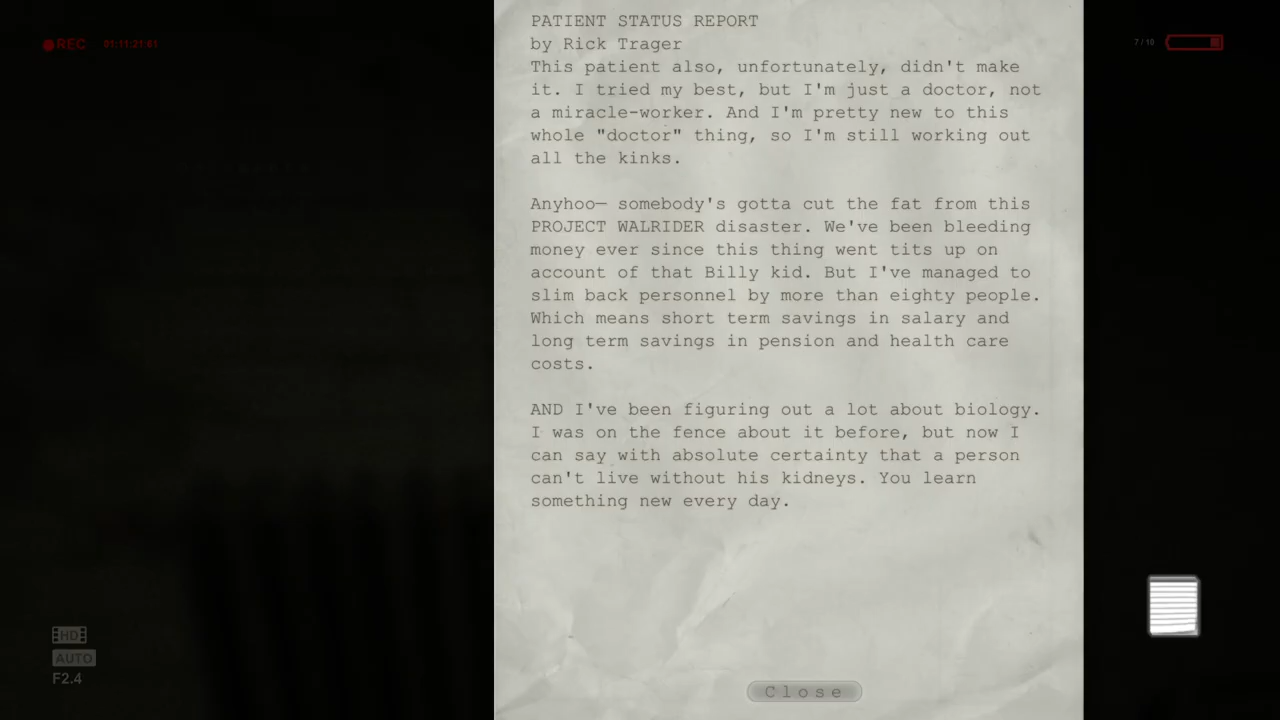 REC 01:11:21:61
7/10
PATIENT STATUS REPORT
by Rick Trager
This patient also, unfortunately, didn't make
it. I tried my best, but I'm just a doctor, not
a miracle-worker. And I'm pretty new to this
whole "doctor" thing, so I'm still working out
all the kinks.
Anyhoo— somebody's gotta cut the fat from this
PROJECT WALRIDER disaster. We've been bleeding
money ever since this thing went tits up on
account of that Billy kid. But I've managed to
slim back personnel by more than eighty people.
Which means short term savings in salary and
long term savings in pension and health care
costs.
AND I've been figuring out a lot about biology.
I was on the fence about it before, but now I
can say with absolute certainty that a person
can't live without his kidneys. You learn
something new every day.
HD
AUTO
F2.4
Close